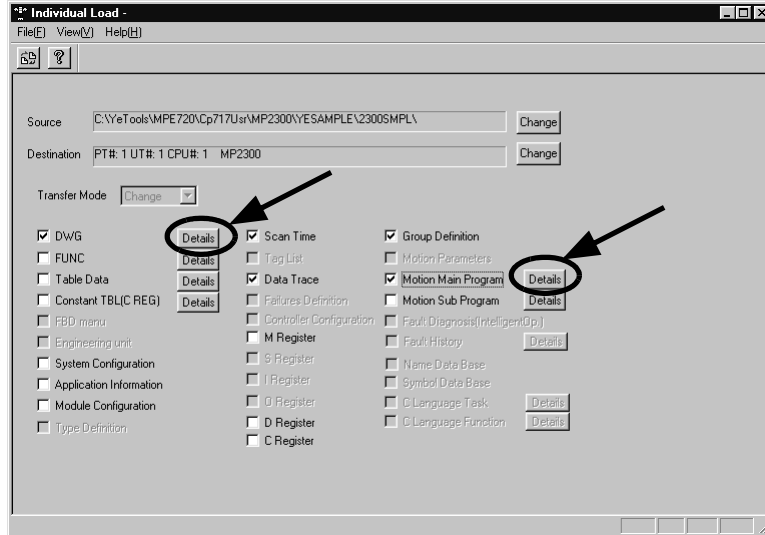 Individual Load -
File(F) View(V) Help(H)
Source C:\YeTools\MPE720\Cp717Usr\MP2300\YESAMPLE\2300SMPL\ Change
Destination PT#: 1 UT#: 1 CPU#: 1 MP2300 Change
Transfer Mode Change
DWG Details Scan Time Group Definition
FUNC Details Tag List Motion Parameters
Table Data Details Data Trace Motion Main Program Details
Constant TBL(C REG) Details Failures Definition Motion Sub Program Details
FBD manu Controller Configuration Fault Diagnosis(IntelligentOp.)
Engineering unit M Register Fault History Details
System Configuration S Register Name Data Base
Application Information I Register Symbol Data Base
Module Configuration O Register C Language Task Details
Type Definition D Register C Language Function Details
C Register